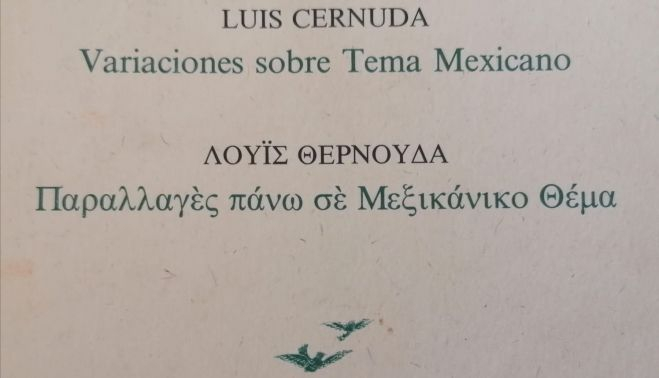 LUIS CERNUDA
Variaciones sobre Tema Mexicano
ΛΟΥΪΣ ΘΕΡΝΟΥΔΑ
Παραλλαγὲς πάνω σὲ Μεξικάνικο Θέμα